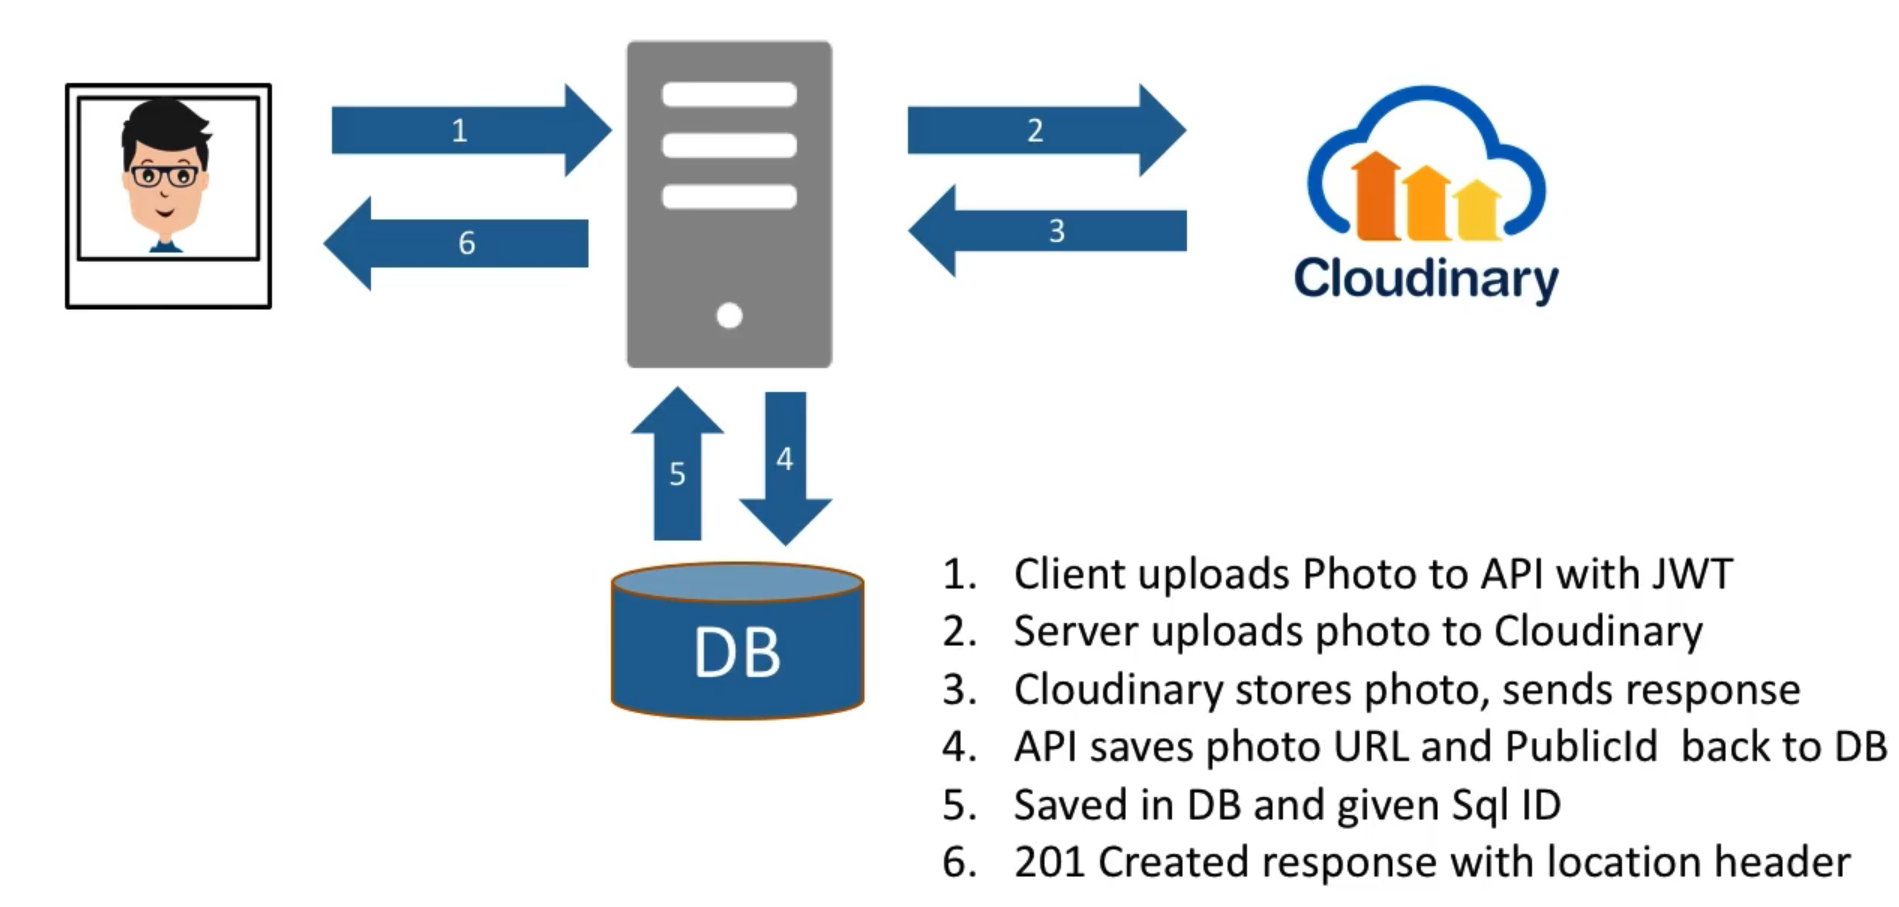 1
2
6
3
Cloudinary
5
4
DB
1. Client uploads Photo to API with JWT
2. Server uploads photo to Cloudinary
3. Cloudinary stores photo, sends response
4. API saves photo URL and PublicId back to DB
5. Saved in DB and given Sql ID
6. 201 Created response with location header